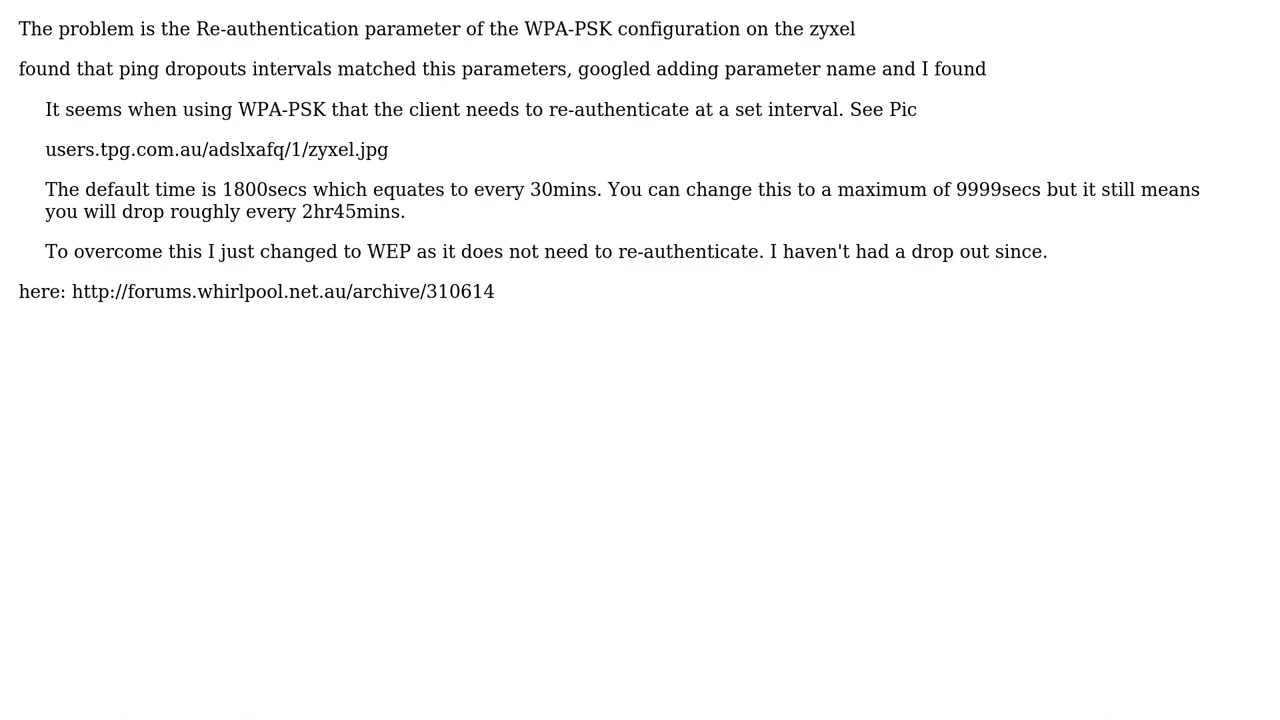 The problem is the Re-authentication parameter of the WPA-PSK configuration on the zyxel
found that ping dropouts intervals matched this parameters, googled adding parameter name and I found
It seems when using WPA-PSK that the client needs to re-authenticate at a set interval. See Pic
users.tpg.com.au/adslxafq/1/zyxel.jpg
The default time is 1800secs which equates to every 30mins. You can change this to a maximum of 9999secs but it still means
you will drop roughly every 2hr45mins.
To overcome this I just changed to WEP as it does not need to re-authenticate. I haven't had a drop out since.
here: http://forums.whirlpool.net.au/archive/310614